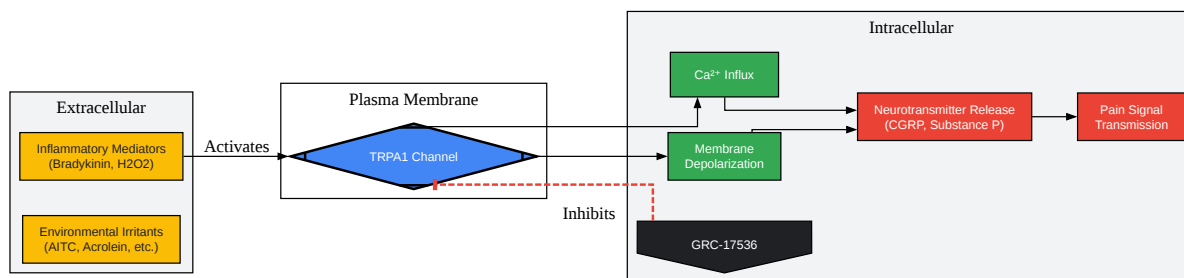 Extracellular
Inflammatory Mediators
(Bradykinin, H2O2)
Environmental Irritants
(AITC, Acrolein, etc.)
Activates
Plasma Membrane
TRPA1 Channel
Inhibits
Intracellular
Ca²⁺ Influx
Membrane
Depolarization
GRC-17536
Neurotransmitter Release
(CGRP, Substance P)
Pain Signal
Transmission